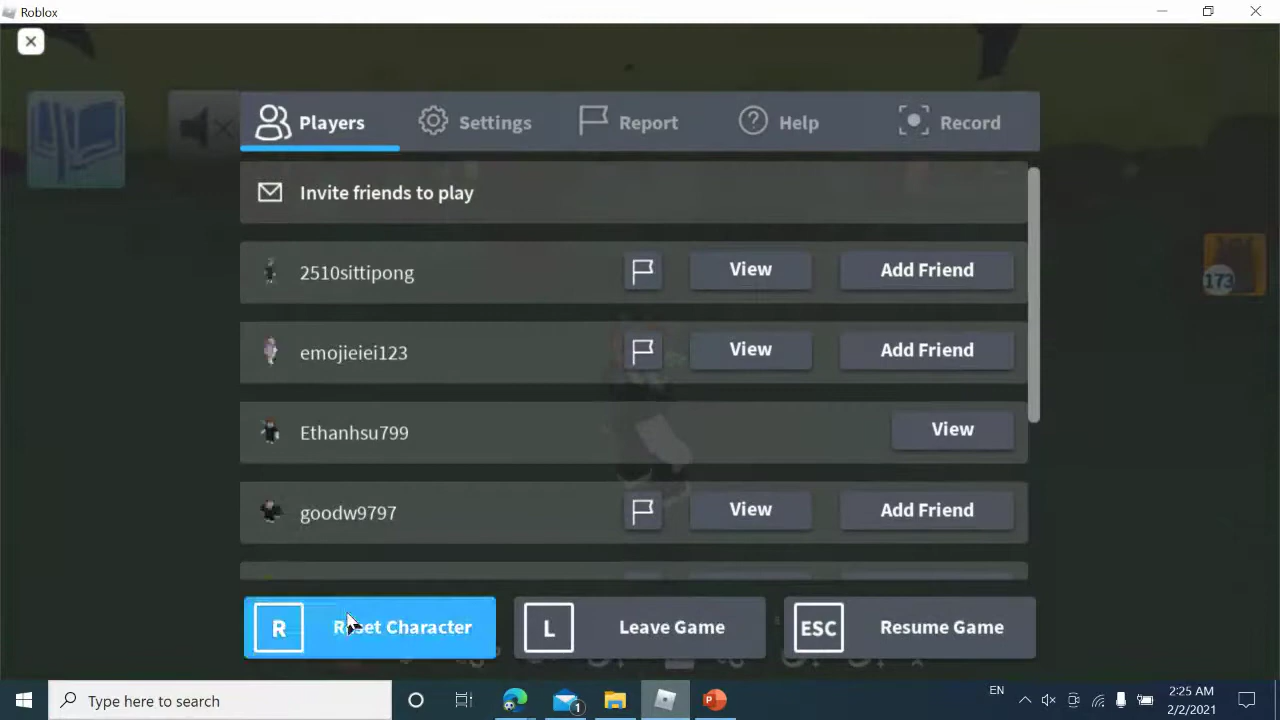 Roblox
Players
Settings
Report
Help
Record
Invite friends to play
2510sittipong
View
Add Friend
173
emojieiei123
View
Add Friend
Ethanhsu799
View
goodw9797
View
Add Friend
R
Reset Character
L
Leave Game
ESC
Resume Game
Type here to search
1
EN
2:25 AM
2/2/2021